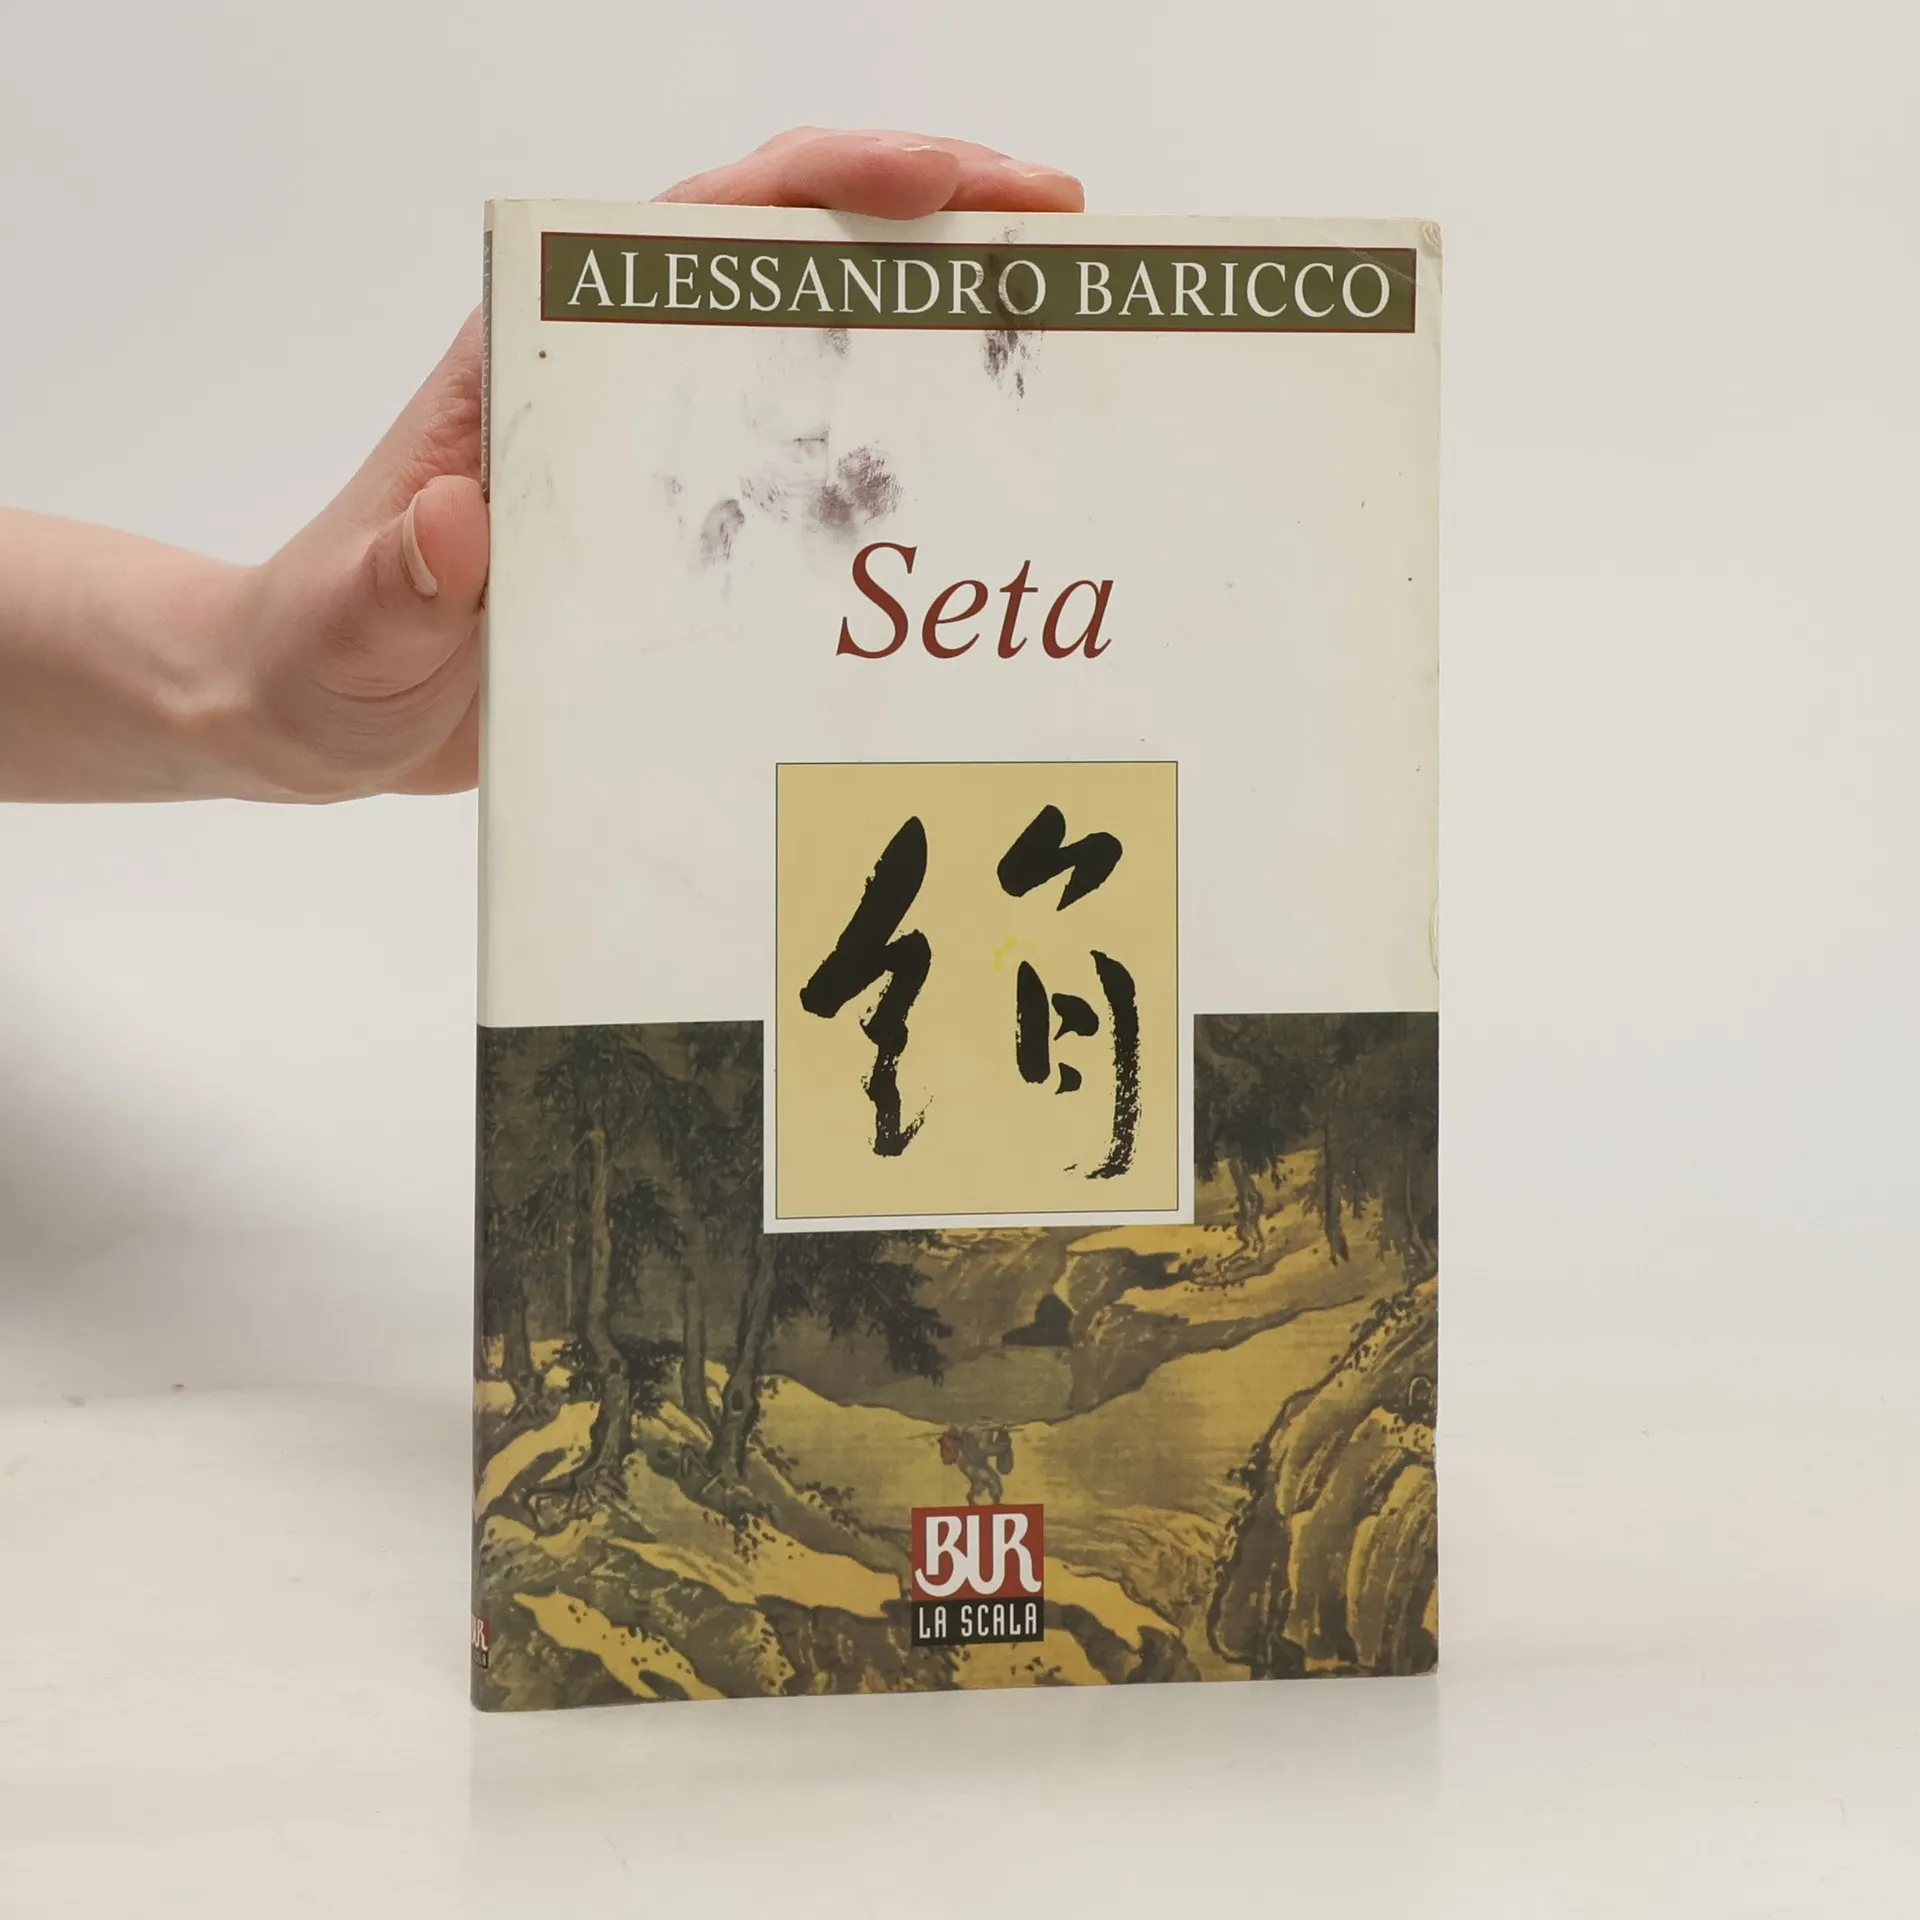 ALESSANDRO BARICCO
Seta
絹
BUR
LA SCALA